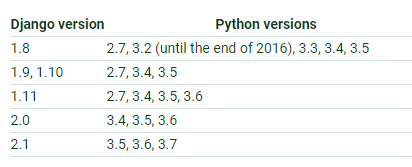 Django version Python versions
1.8 2.7, 3.2 (until the end of 2016), 3.3, 3.4, 3.5
1.9, 1.10 2.7, 3.4, 3.5
1.11 2.7, 3.4, 3.5, 3.6
2.0 3.4, 3.5, 3.6
2.1 3.5, 3.6, 3.7